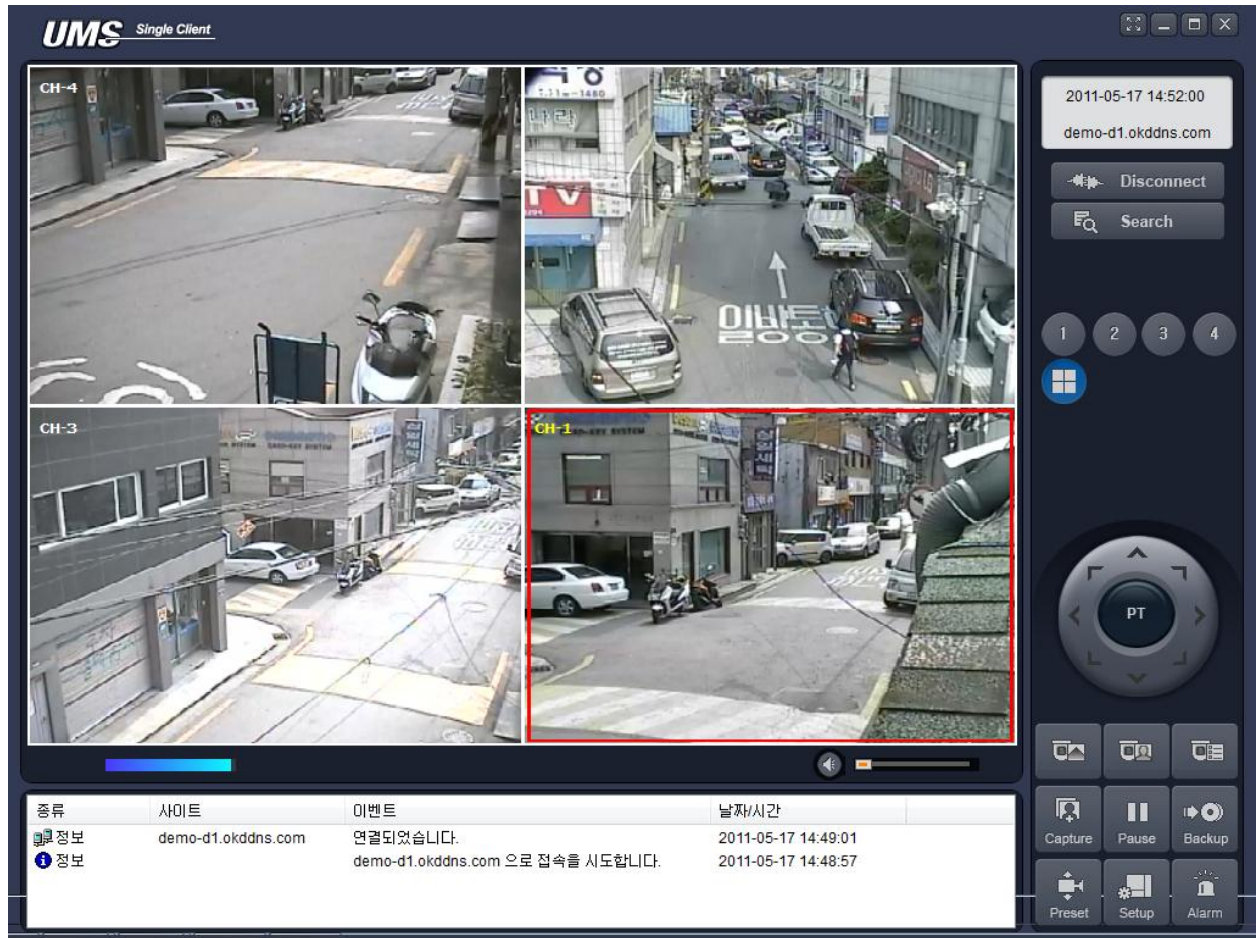 UMS Single Client
2011-05-17 14:52:00
demo-d1.okddns.com
Disconnect
Search
1 2 3 4
CH-4
T V
일방통행
CH-3
CH-1
PT
Capture Pause Backup
Preset Setup Alarm
종류 사이트 이벤트 날짜/시간
정보 demo-d1.okddns.com 연결되었습니다. 2011-05-17 14:49:01
정보 demo-d1.okddns.com 으로 접속을 시도합니다. 2011-05-17 14:48:57